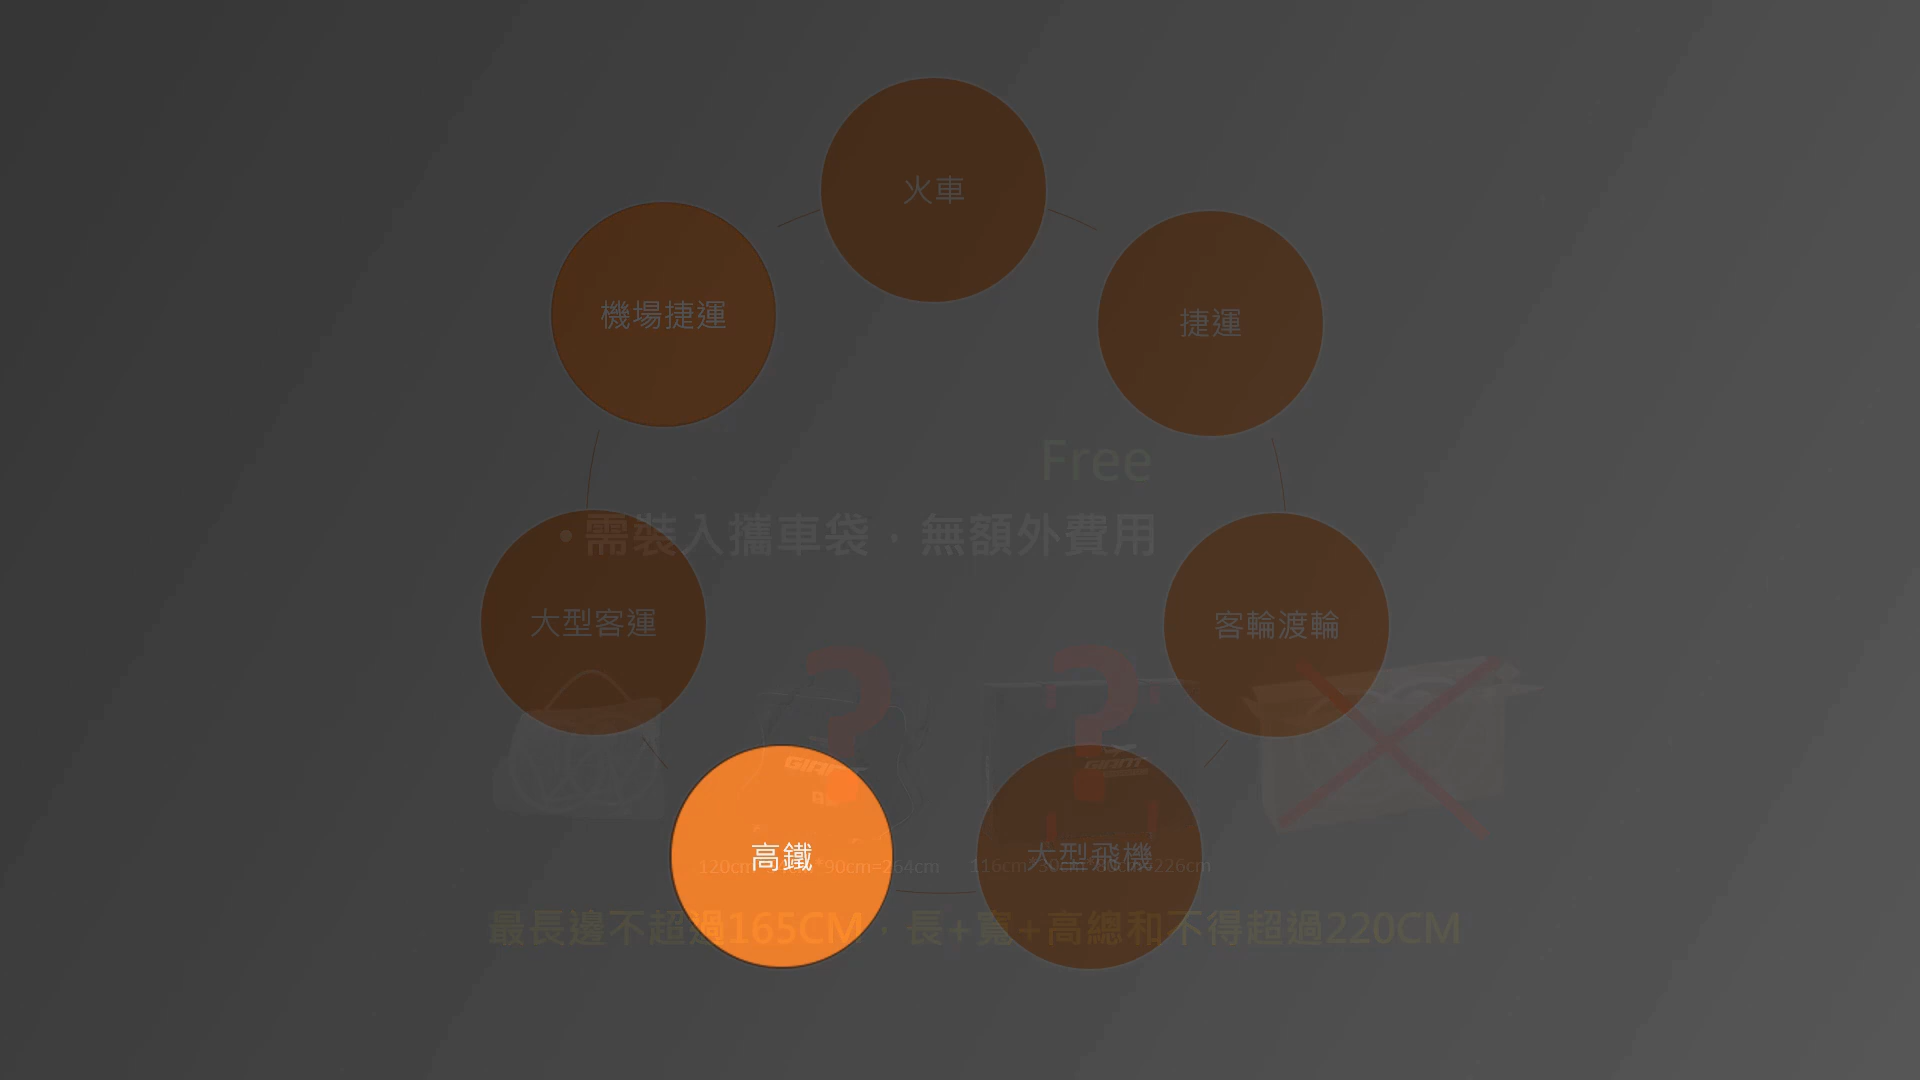 火車
機場捷運
捷運
Free
• 需裝入攜車袋，無額外費用
大型客運
客輪渡輪
GIANT
高鐵
大型飛機
最長邊不超過165CM，長+寬+高總和不得超過220CM